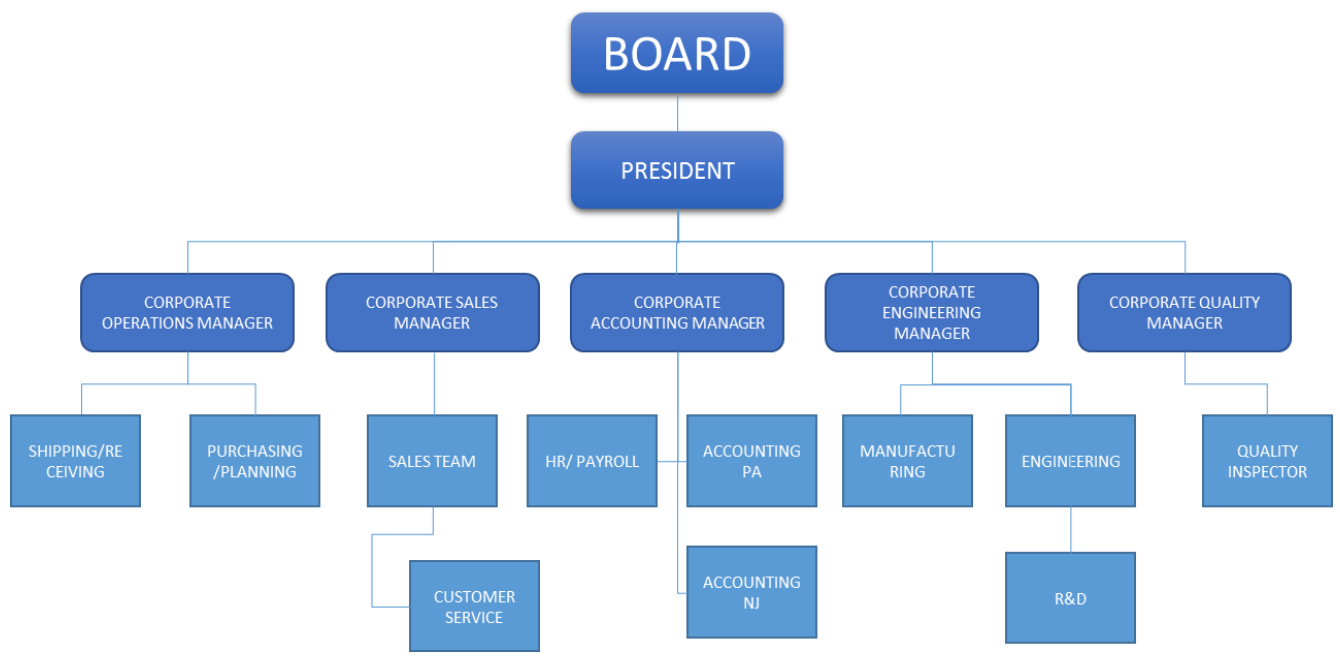 BOARD
PRESIDENT
CORPORATE
OPERATIONS MANAGER
CORPORATE SALES
MANAGER
CORPORATE
ACCOUNTING MANAGER
CORPORATE
ENGINEERING
MANAGER
CORPORATE QUALITY
MANAGER
SHIPPING/RE
CEIVING
PURCHASING
/PLANNING
SALES TEAM
HR/ PAYROLL
ACCOUNTING
PA
MANUFACTU
RING
ENGINEERING
QUALITY
INSPECTOR
CUSTOMER
SERVICE
ACCOUNTING
NJ
R&D